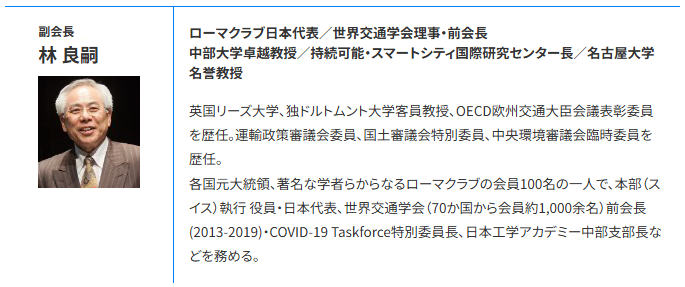 副会長
林 良嗣
ローマクラブ日本代表／世界交通学会理事・前会長
中部大学卓越教授／持続可能・スマートシティ国際研究センター長／名古屋大学
名誉教授
英国リーズ大学、独ドルトムント大学客員教授、OECD欧州交通大臣会議表彰委員
を歴任。運輸政策審議会委員、国土審議会特別委員、中央環境審議会臨時委員を
歴任。
各国元大統領、著名な学者らからなるローマクラブの会員100名の一人で、本部（ス
イス）執行 役員・日本代表、世界交通学会（70か国から会員約1,000余名）前会長
(2013-2019)・COVID-19 Taskforce特別委員長、日本工学アカデミー中部支部長な
どを務める。